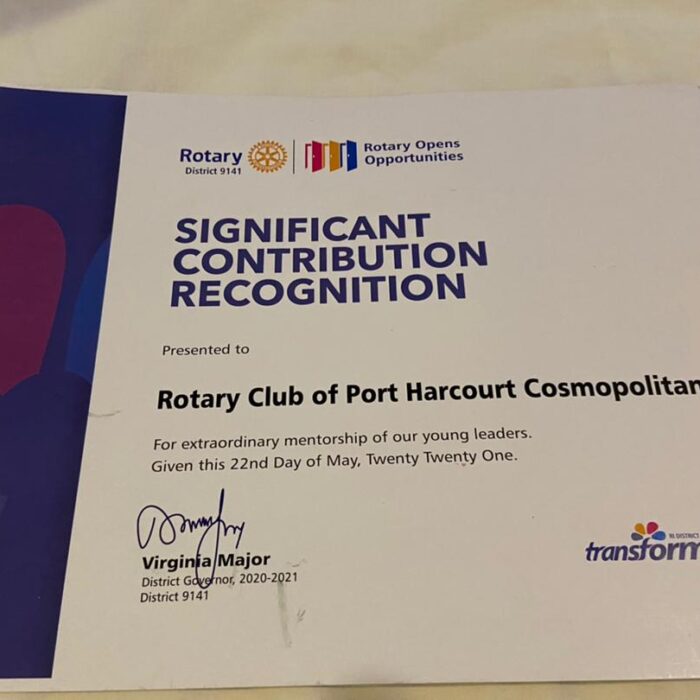 Rotary
District 9141
Rotary Opens
Opportunities
SIGNIFICANT
CONTRIBUTION
RECOGNITION
Presented to
Rotary Club of Port Harcourt Cosmopolitan
For extraordinary mentorship of our young leaders.
Given this 22nd Day of May, Twenty Twenty One.
Virginia Major
District Governor, 2020-2021
District 9141
RI DISTRICT
transform